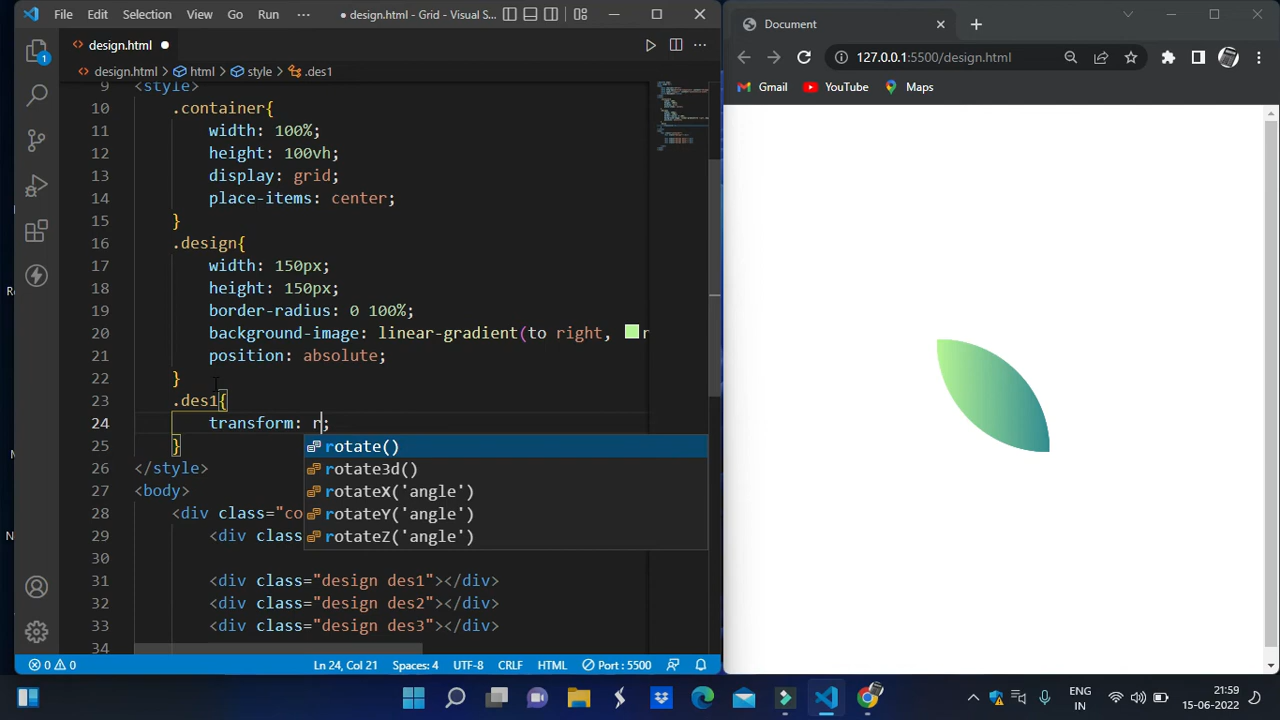 File Edit Selection View Go Run ··· ● design.html - Grid - Visual S...
design.html ●
design.html > html > style > .des1
9 <style>
10 .container{
11 width: 100%;
12 height: 100vh;
13 display: grid;
14 place-items: center;
15 }
16 .design{
17 width: 150px;
18 height: 150px;
19 border-radius: 0 100%;
20 background-image: linear-gradient(to right, r
21 position: absolute;
22 }
23 .des1{
24 transform: r;
25 }
rotate()
rotate3d()
rotateX('angle')
rotateY('angle')
rotateZ('angle')
26 </style>
27 <body>
28 <div class="co
29 <div class
30
31 <div class="design des1"></div>
32 <div class="design des2"></div>
33 <div class="design des3"></div>
34
0 0 Ln 24, Col 21 Spaces: 4 UTF-8 CRLF HTML Port : 5500
Document
127.0.0.1:5500/design.html
Gmail YouTube Maps
1
ENG
IN
21:59
15-06-2022